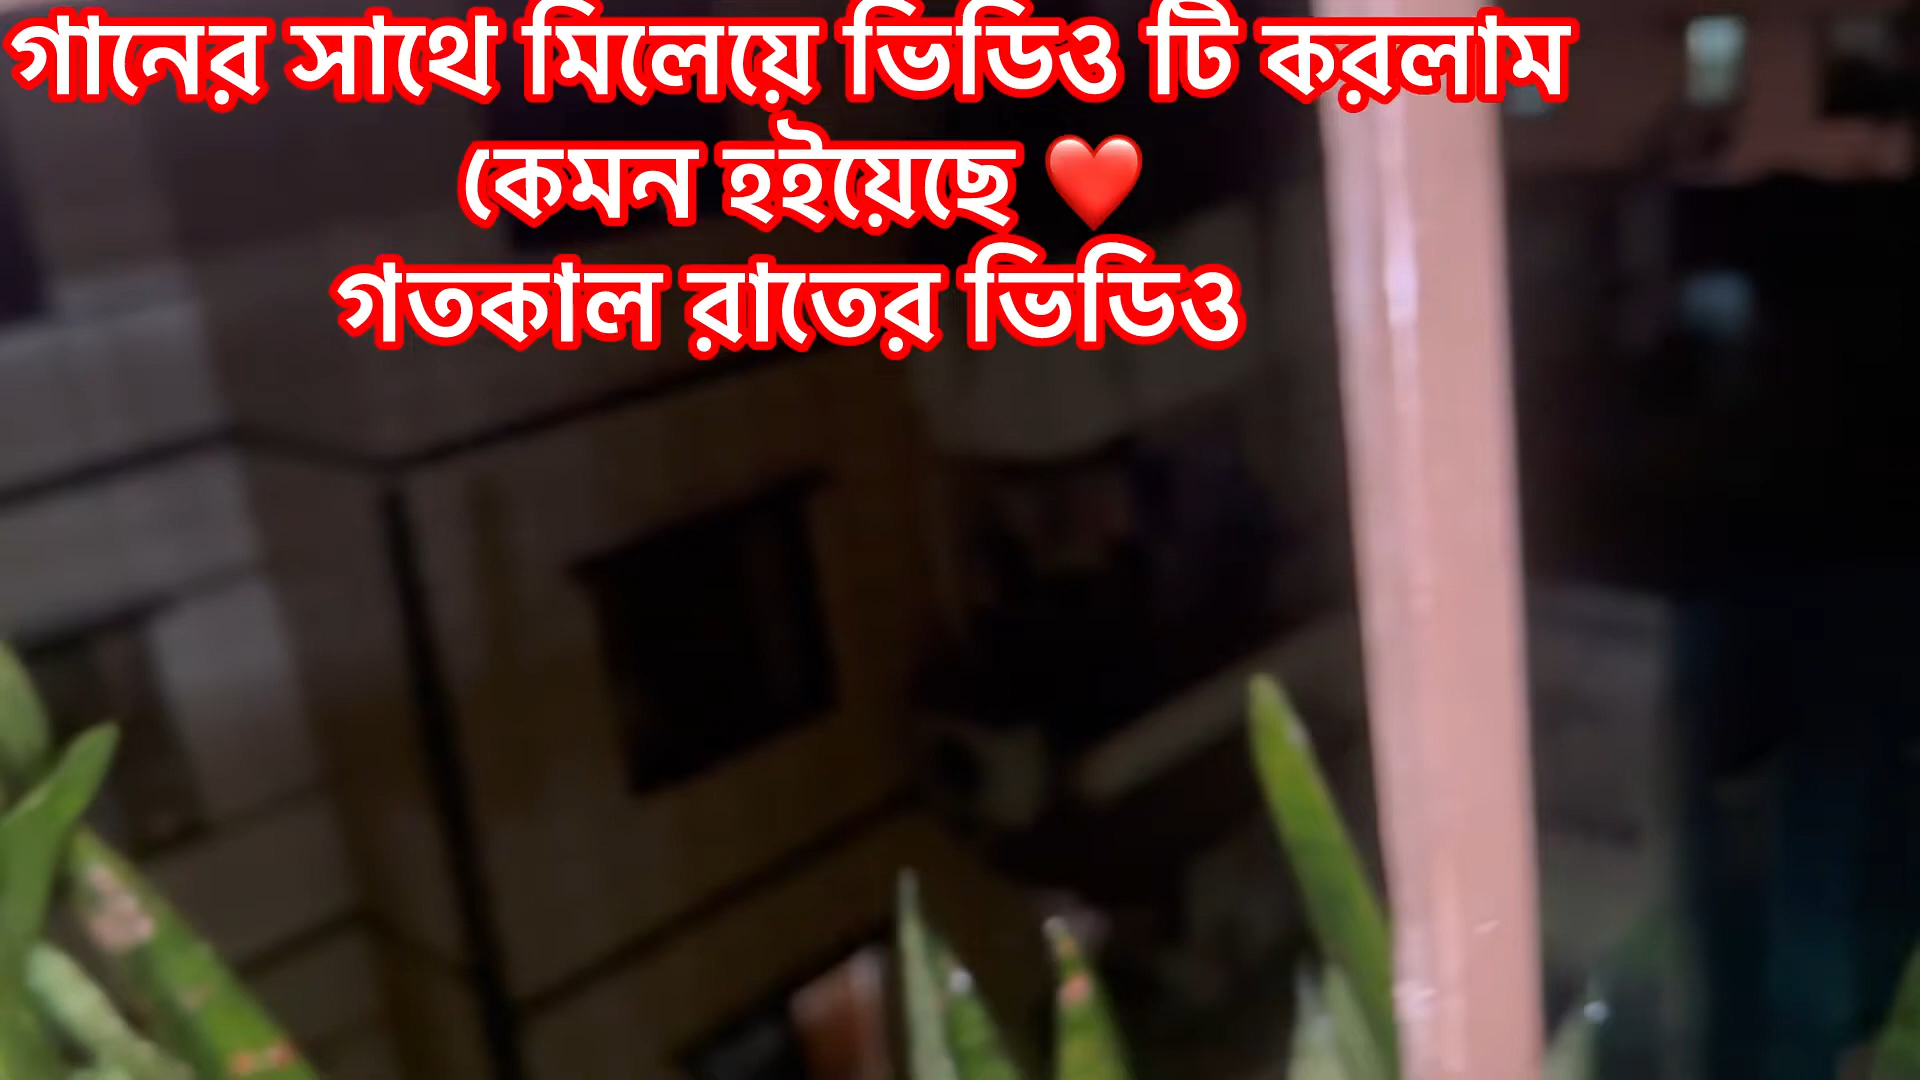 গানের সাথে মিলেয়ে ভিডিও টি করলাম
কেমন হইয়েছে ❤️
গতকাল রাতের ভিডিও